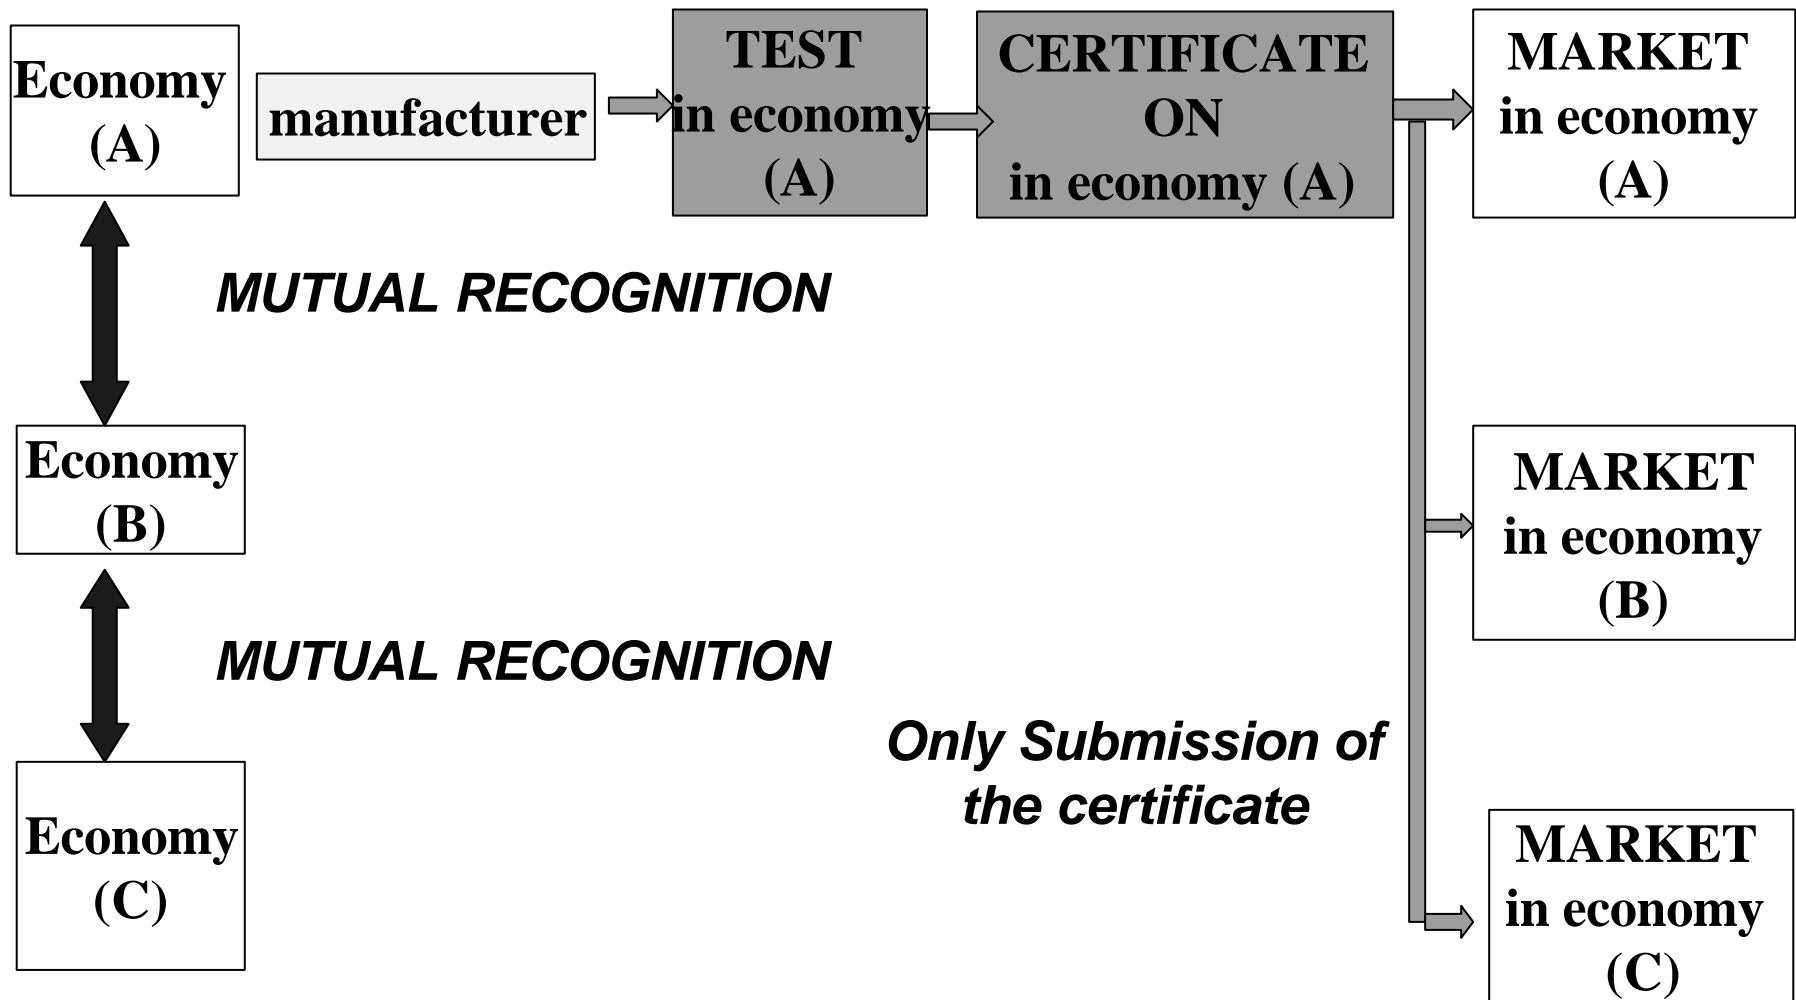 Economy
(A)
manufacturer
TEST
in economy
(A)
CERTIFICATE
ON
in economy (A)
MARKET
in economy
(A)
MUTUAL RECOGNITION
Economy
(B)
MARKET
in economy
(B)
MUTUAL RECOGNITION
Only Submission of
the certificate
Economy
(C)
MARKET
in economy
(C)